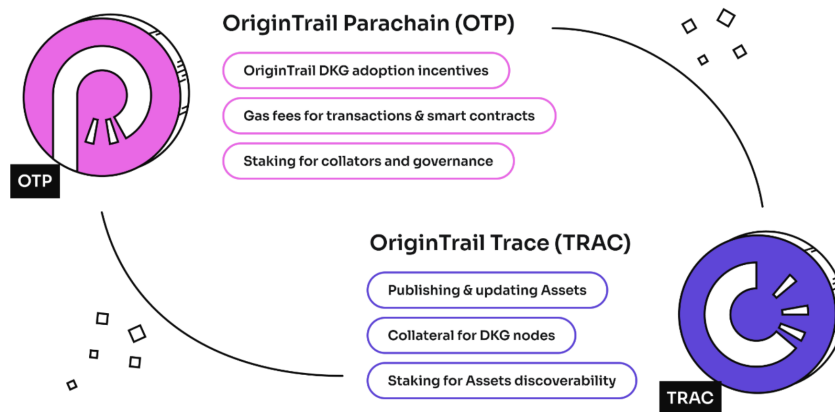 OriginTrail Parachain (OTP)
OriginTrail DKG adoption incentives
Gas fees for transactions & smart contracts
Staking for collators and governance
OTP
OriginTrail Trace (TRAC)
Publishing & updating Assets
Collateral for DKG nodes
Staking for Assets discoverability
TRAC